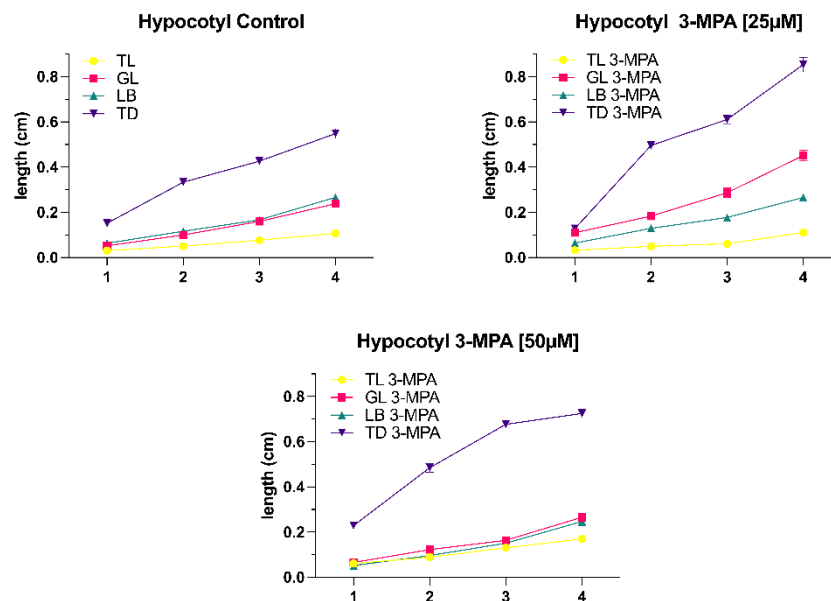 Hypocotyl Control
TL
GL
LB
TD
length (cm)
0.8
0.6
0.4
0.2
0.0
1 2 3 4
Hypocotyl 3-MPA [25µM]
TL 3-MPA
GL 3-MPA
LB 3-MPA
TD 3-MPA
length (cm)
0.8
0.6
0.4
0.2
0.0
1 2 3 4
Hypocotyl 3-MPA [50µM]
TL 3-MPA
GL 3-MPA
LB 3-MPA
TD 3-MPA
length (cm)
0.8
0.6
0.4
0.2
0.0
1 2 3 4